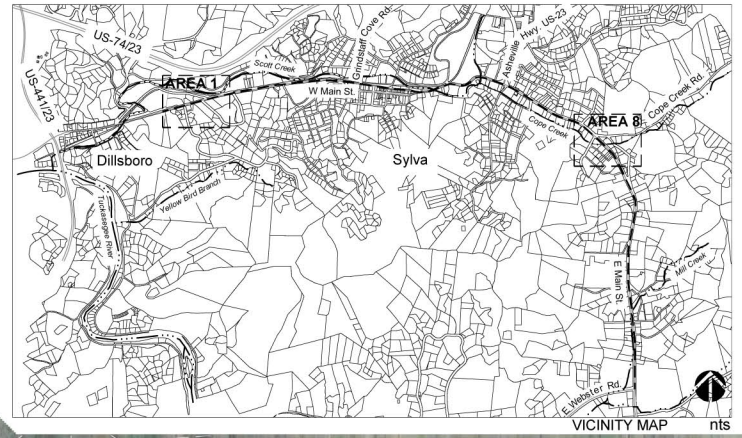 US-74/23
US-441/23
Scott Creek
Grindstaff Cove Rd.
Asheville Hwy. US-23
AREA 1
W Main St.
Cope Creek
Cope Creek Rd.
AREA 8
Dillsboro
Sylva
Yellow Bird Branch
Tuckasegee River
E Main St.
Mill Creek
E Webster Rd.
VICINITY MAP nts